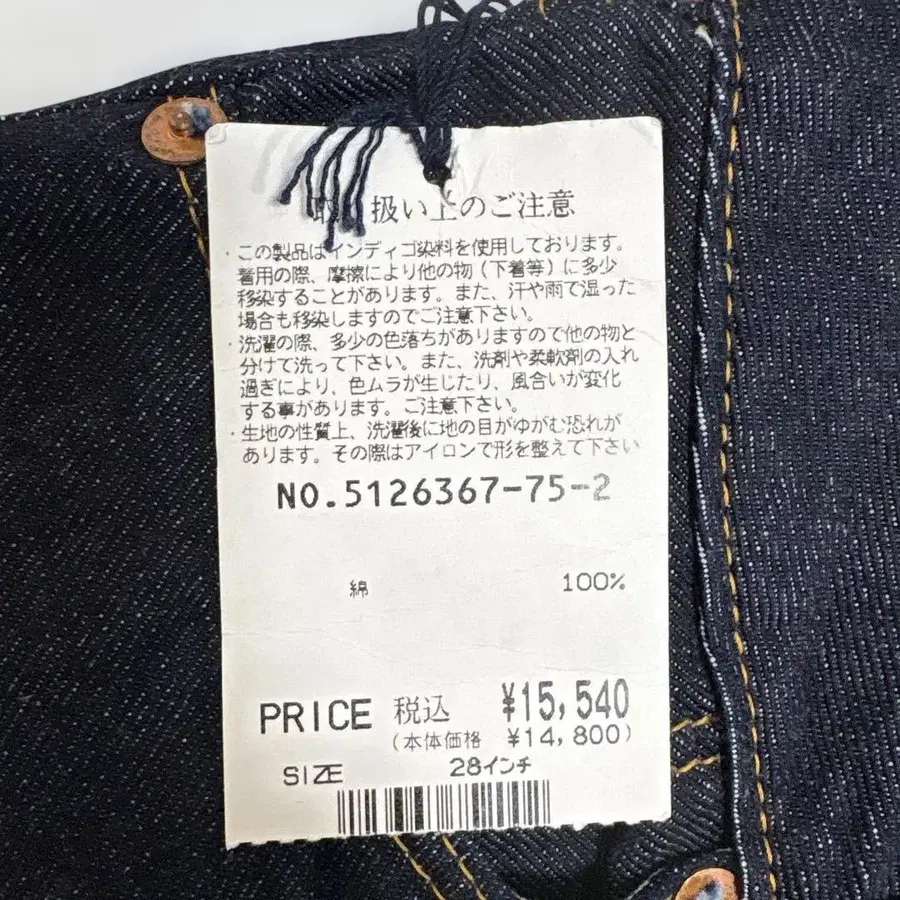 扱い上のご注意
・この製品はインディゴ染料を使用しております。
着用の際、摩擦により他の物（下着等）に多少
移染することがあります。また、汗や雨で湿った
場合も移染しますのでご注意下さい。
・洗濯の際、多少の色落ちがありますので他の物と
分けて洗って下さい。また、洗剤や柔軟剤の入れ
過ぎにより、色ムラが生じたり、風合いが変化
する事があります。ご注意下さい。
・生地の性質上、洗濯後に地の目がゆがむ恐れが
あります。その際はアイロンで形を整えて下さい
NO.5126367-75-2
綿 100%
PRICE 税込 ¥15,540
(本体価格 ¥14,800)
SIZE 28インチ